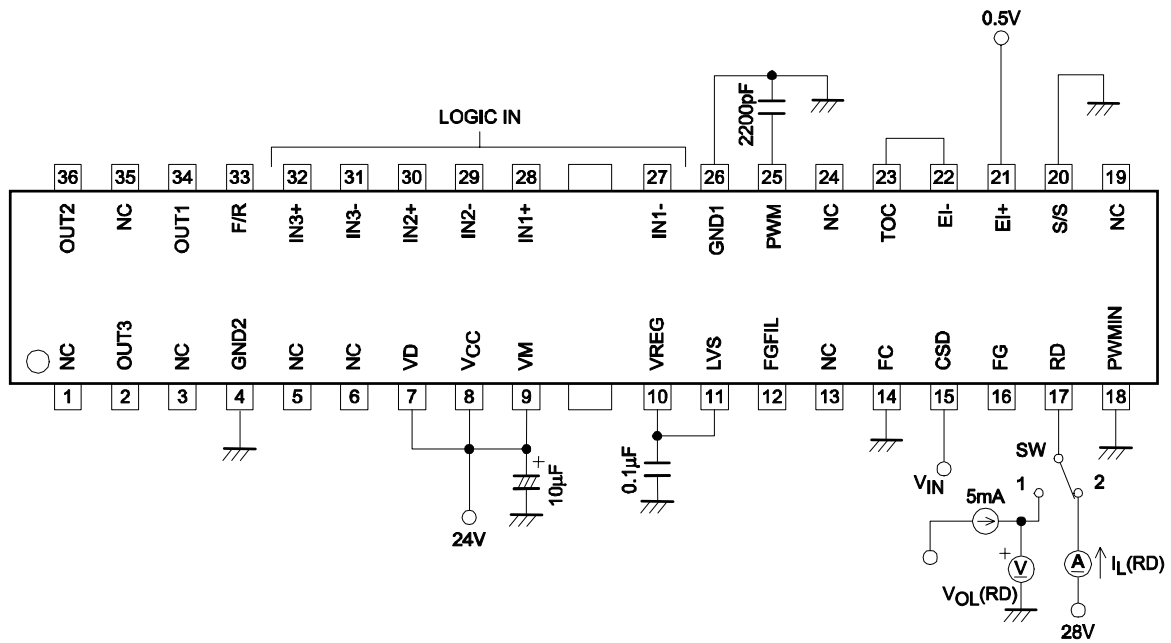 0.5V
2200pF
LOGIC IN
36 35 34 33 32 31 30 29 28 27 26 25 24 23 22 21 20 19
OUT2 NC OUT1 F/R IN3+ IN3- IN2+ IN2- IN1+ IN1- GND1 PWM NC TOC EI- EI+ S/S NC
NC OUT3 NC GND2 NC NC VD VCC VM VREG LVS FGFIL NC FC CSD FG RD PWMIN
1 2 3 4 5 6 7 8 9 10 11 12 13 14 15 16 17 18
+
10µF
0.1µF
24V
VIN
SW
1 2
5mA
+
V
A
IL(RD)
VOL(RD)
28V